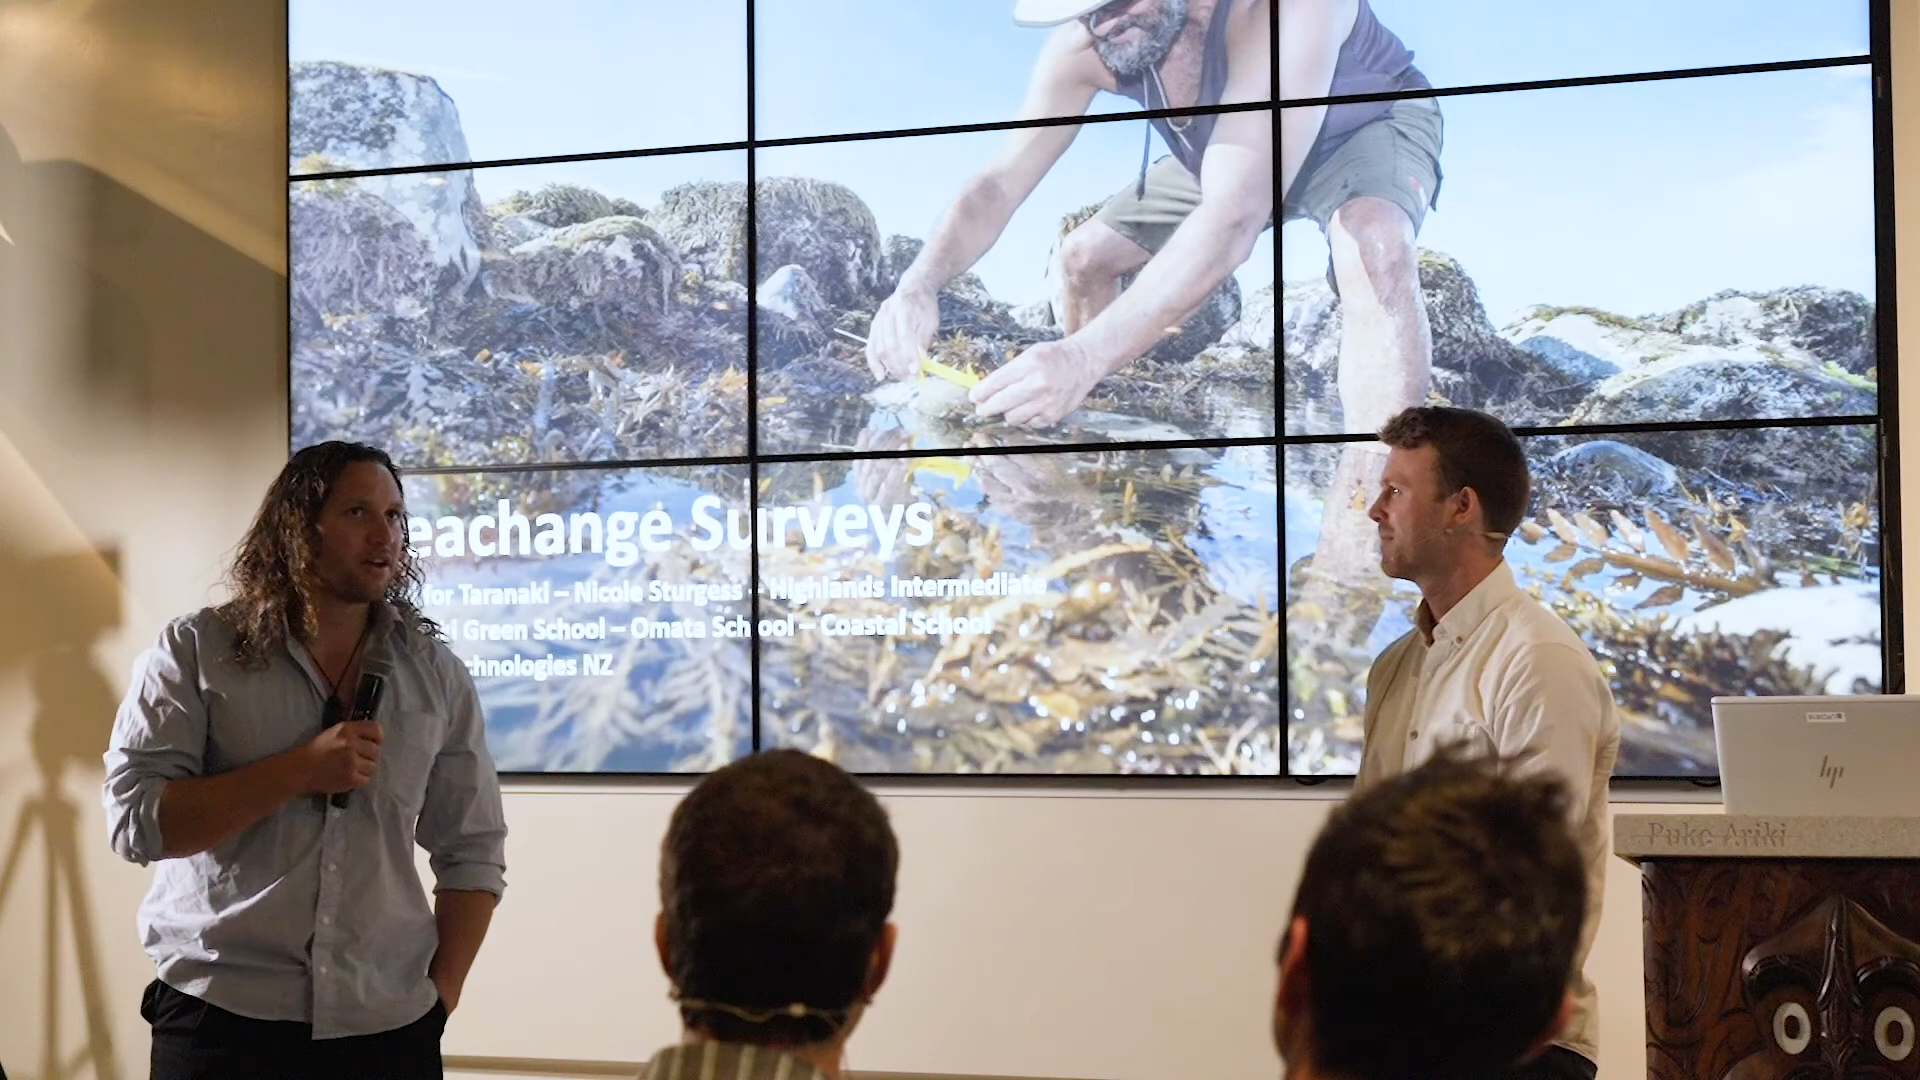 eachange Surveys
for Taranaki – Nicole Sturgess – Highlands Intermediate
Green School – Omata School – Coastal School
chnologies NZ
hp
Puke Ariki